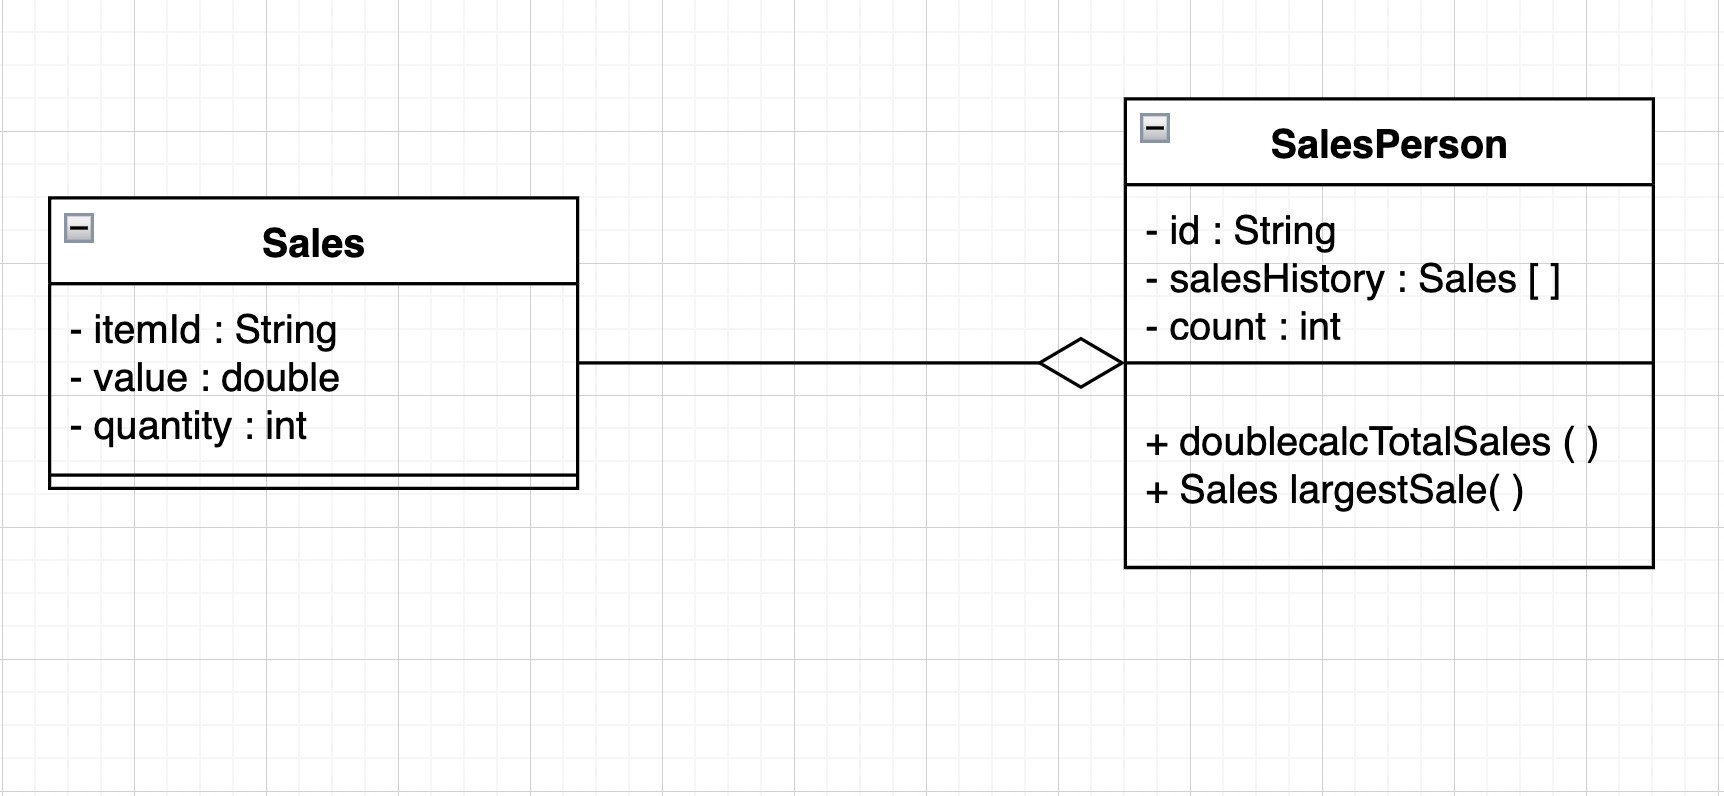 Sales
- itemId : String
- value : double
- quantity : int
SalesPerson
- id : String
- salesHistory : Sales [ ]
- count : int
+ doublecalcTotalSales ( )
+ Sales largestSale( )